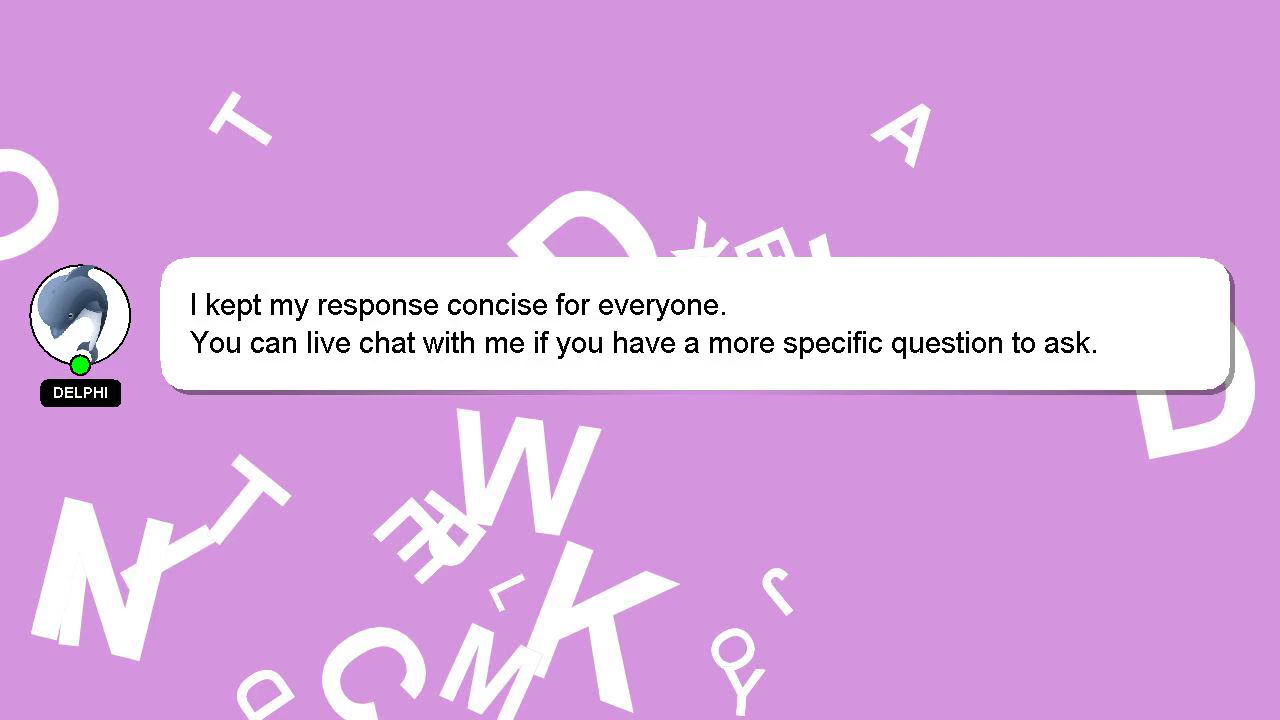 T
A
O
D
K
E
I kept my response concise for everyone.
You can live chat with me if you have a more specific question to ask.
DELPHI
D
W
T
N
E
R
L
K
J
C
M
O
Y
D